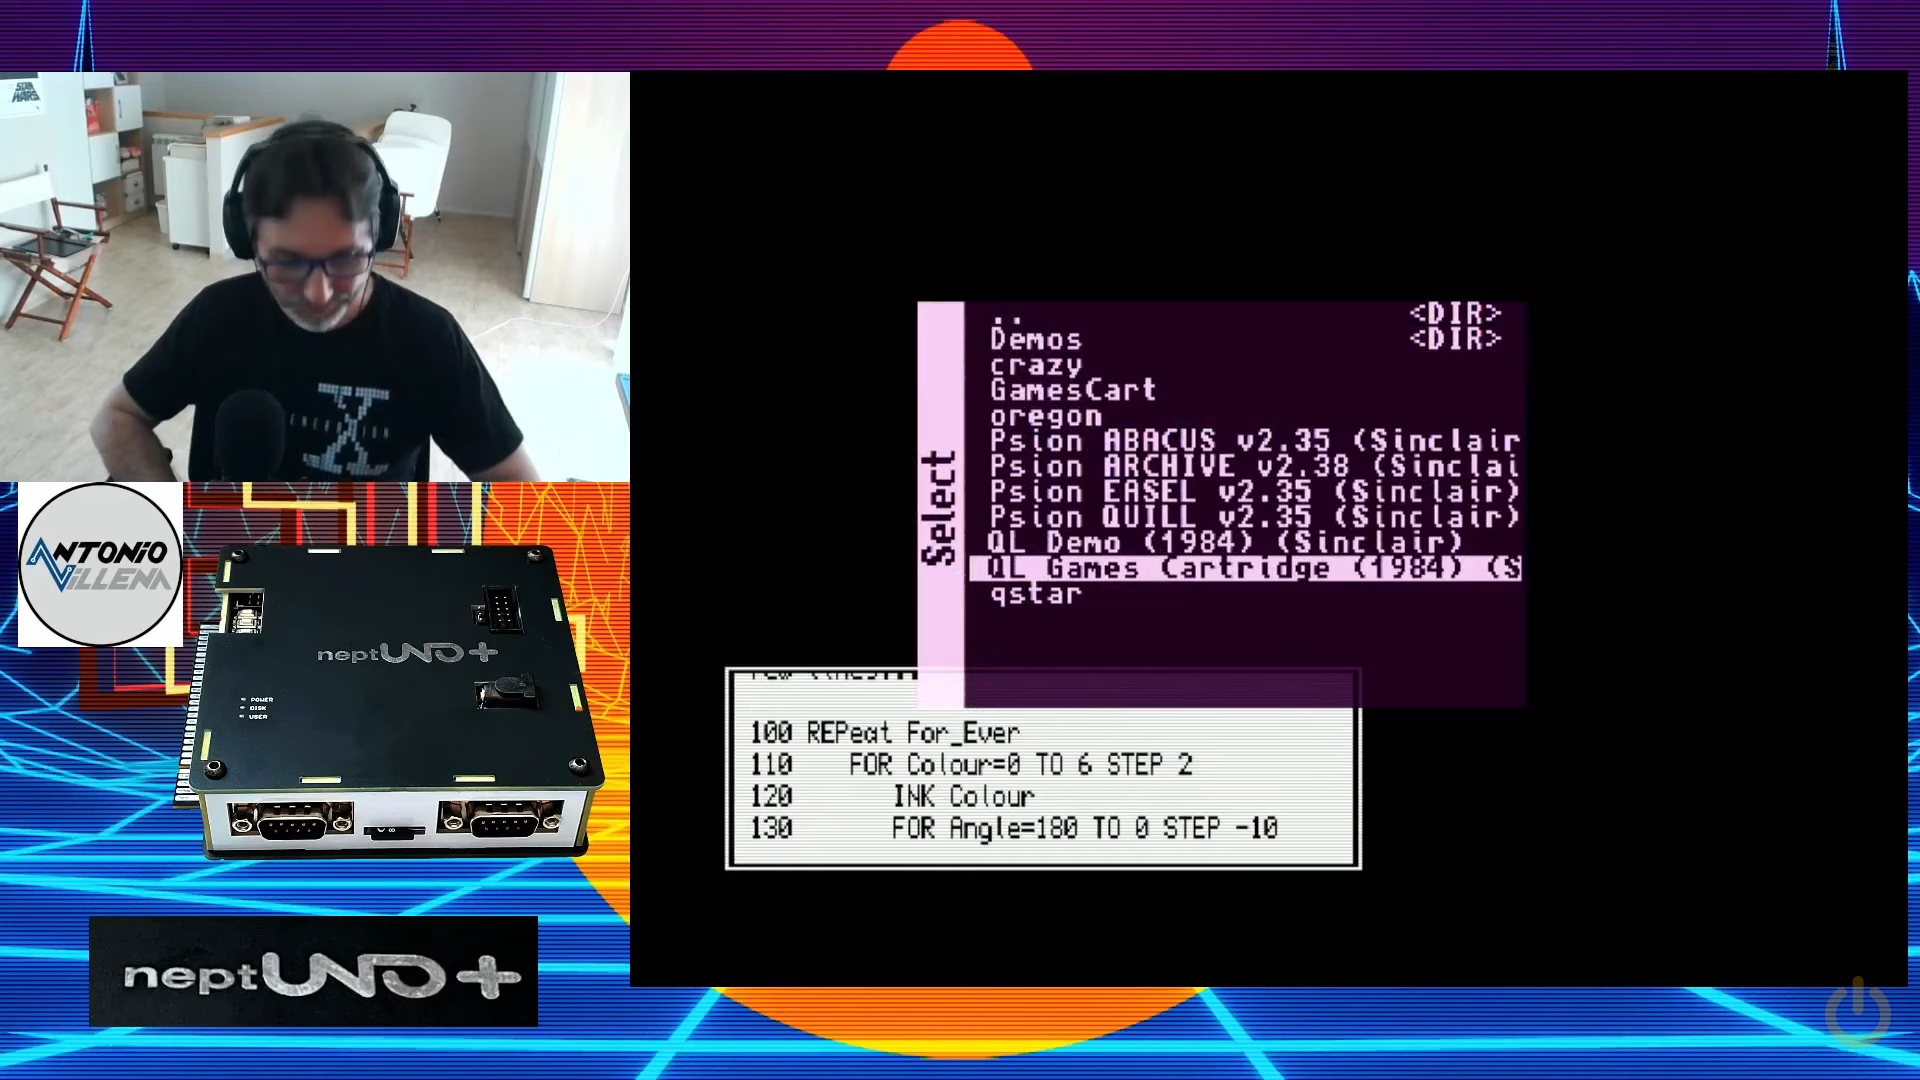 STAR
WARS
X
ENERATION
ANTONIO
VILLENA
neptUNO+
POWER
DISK
USER
neptUNO+
Select
.. <DIR>
Demos <DIR>
crazy
GamesCart
oregon
Psion ABACUS v2.35 (Sinclair
Psion ARCHIVE v2.38 (Sinclai
Psion EASEL v2.35 (Sinclair)
Psion QUILL v2.35 (Sinclair)
QL Demo (1984) (Sinclair)
QL Games Cartridge (1984) (S
qstar
100 REPeat For_Ever
110 FOR Colour=0 TO 6 STEP 2
120 INK Colour
130 FOR Angle=180 TO 0 STEP -10